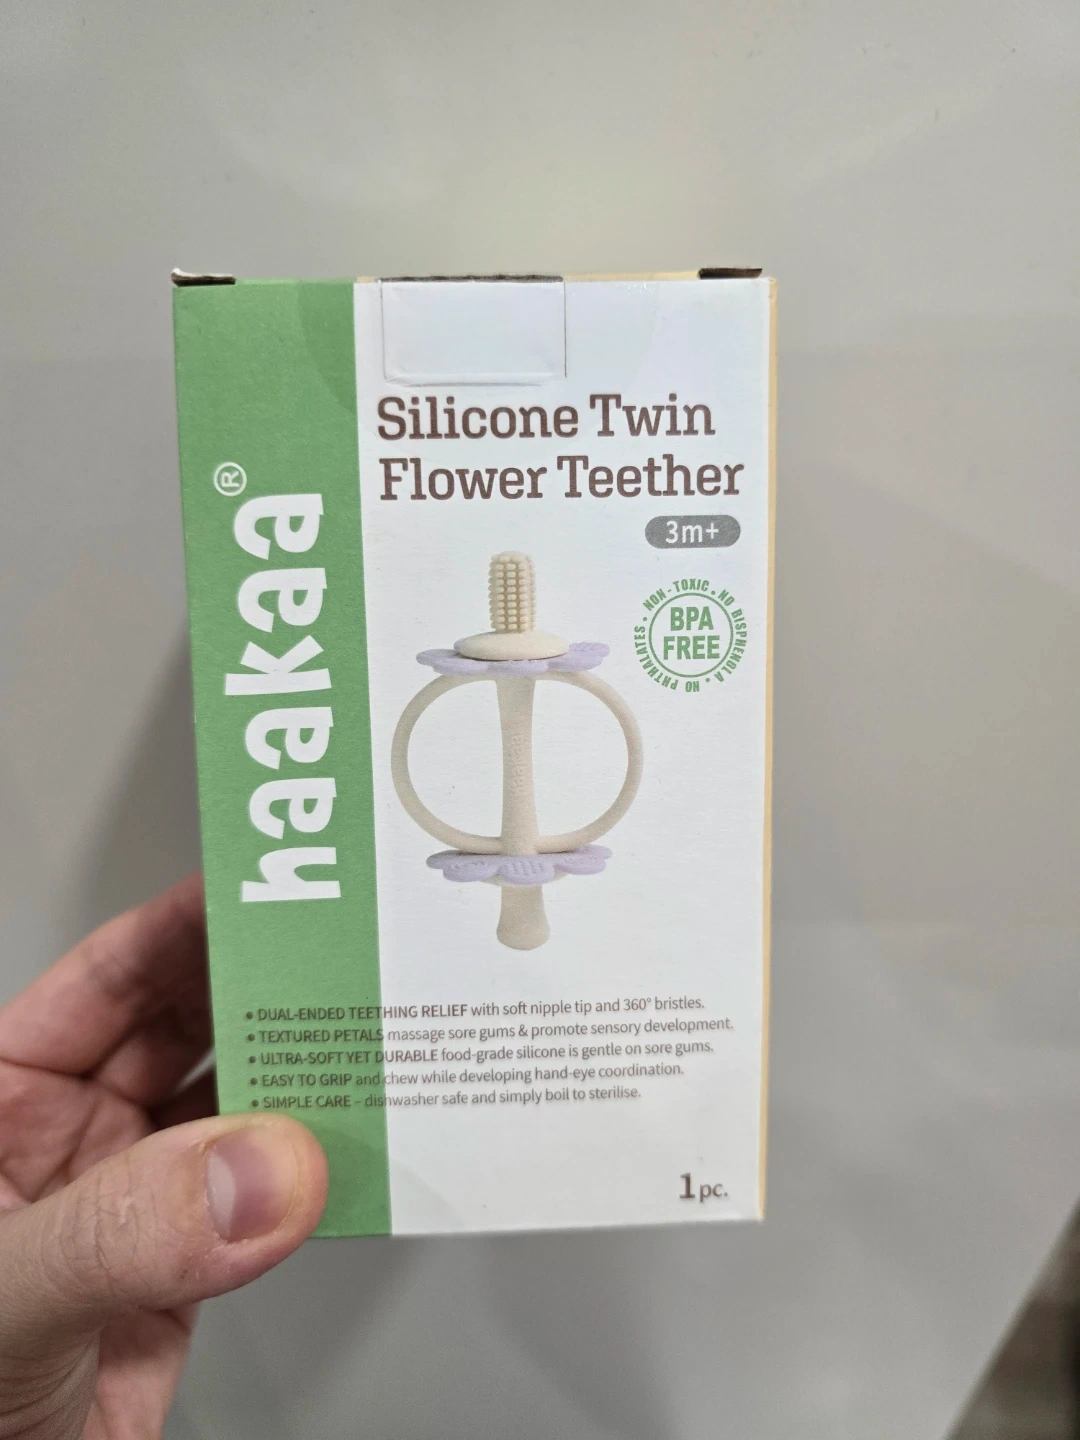 haakaa®
Silicone Twin
Flower Teether
3m+
NON-TOXIC • NO BISPHENOL A • NO PHTHALATES •
BPA
FREE
haakaa
• DUAL-ENDED TEETHING RELIEF with soft nipple tip and 360° bristles.
• TEXTURED PETALS massage sore gums & promote sensory development.
• ULTRA-SOFT YET DURABLE food-grade silicone is gentle on sore gums.
• EASY TO GRIP and chew while developing hand-eye coordination.
• SIMPLE CARE – dishwasher safe and simply boil to sterilise.
1 pc.